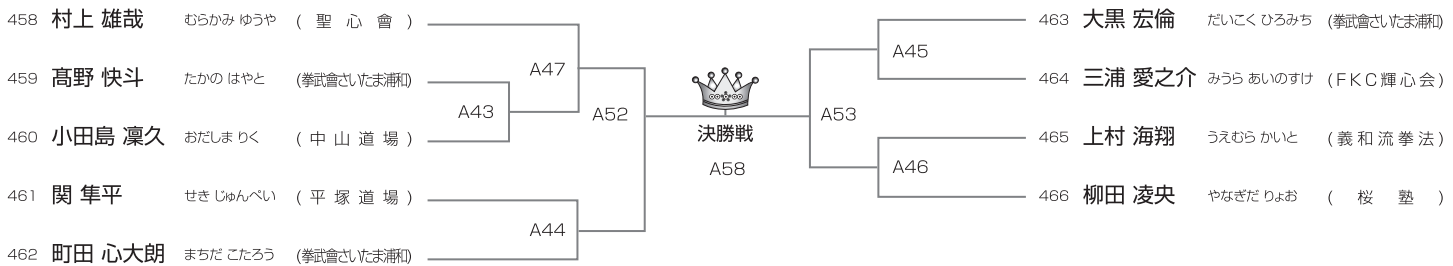 458 村上 雄哉 むらかみ ゆうや (聖心會)
459 髙野 快斗 たかの はやと (拳武會さいたま浦和)
460 小田島 凜久 おだしま りく (中山道場)
461 関 隼平 せき じゅんぺい (平塚道場)
462 町田 心大朗 まちだ こたろう (拳武會さいたま浦和)
A47
A43
A52
A44
決勝戦
A58
A45
A53
A46
463 大黒 宏倫 だいこく ひろみち (拳武會さいたま浦和)
464 三浦 愛之介 みうら あいのすけ (FKC輝心会)
465 上村 海翔 うえむら かいと (義和流拳法)
466 柳田 凌央 やなぎだ りょお (桜塾)